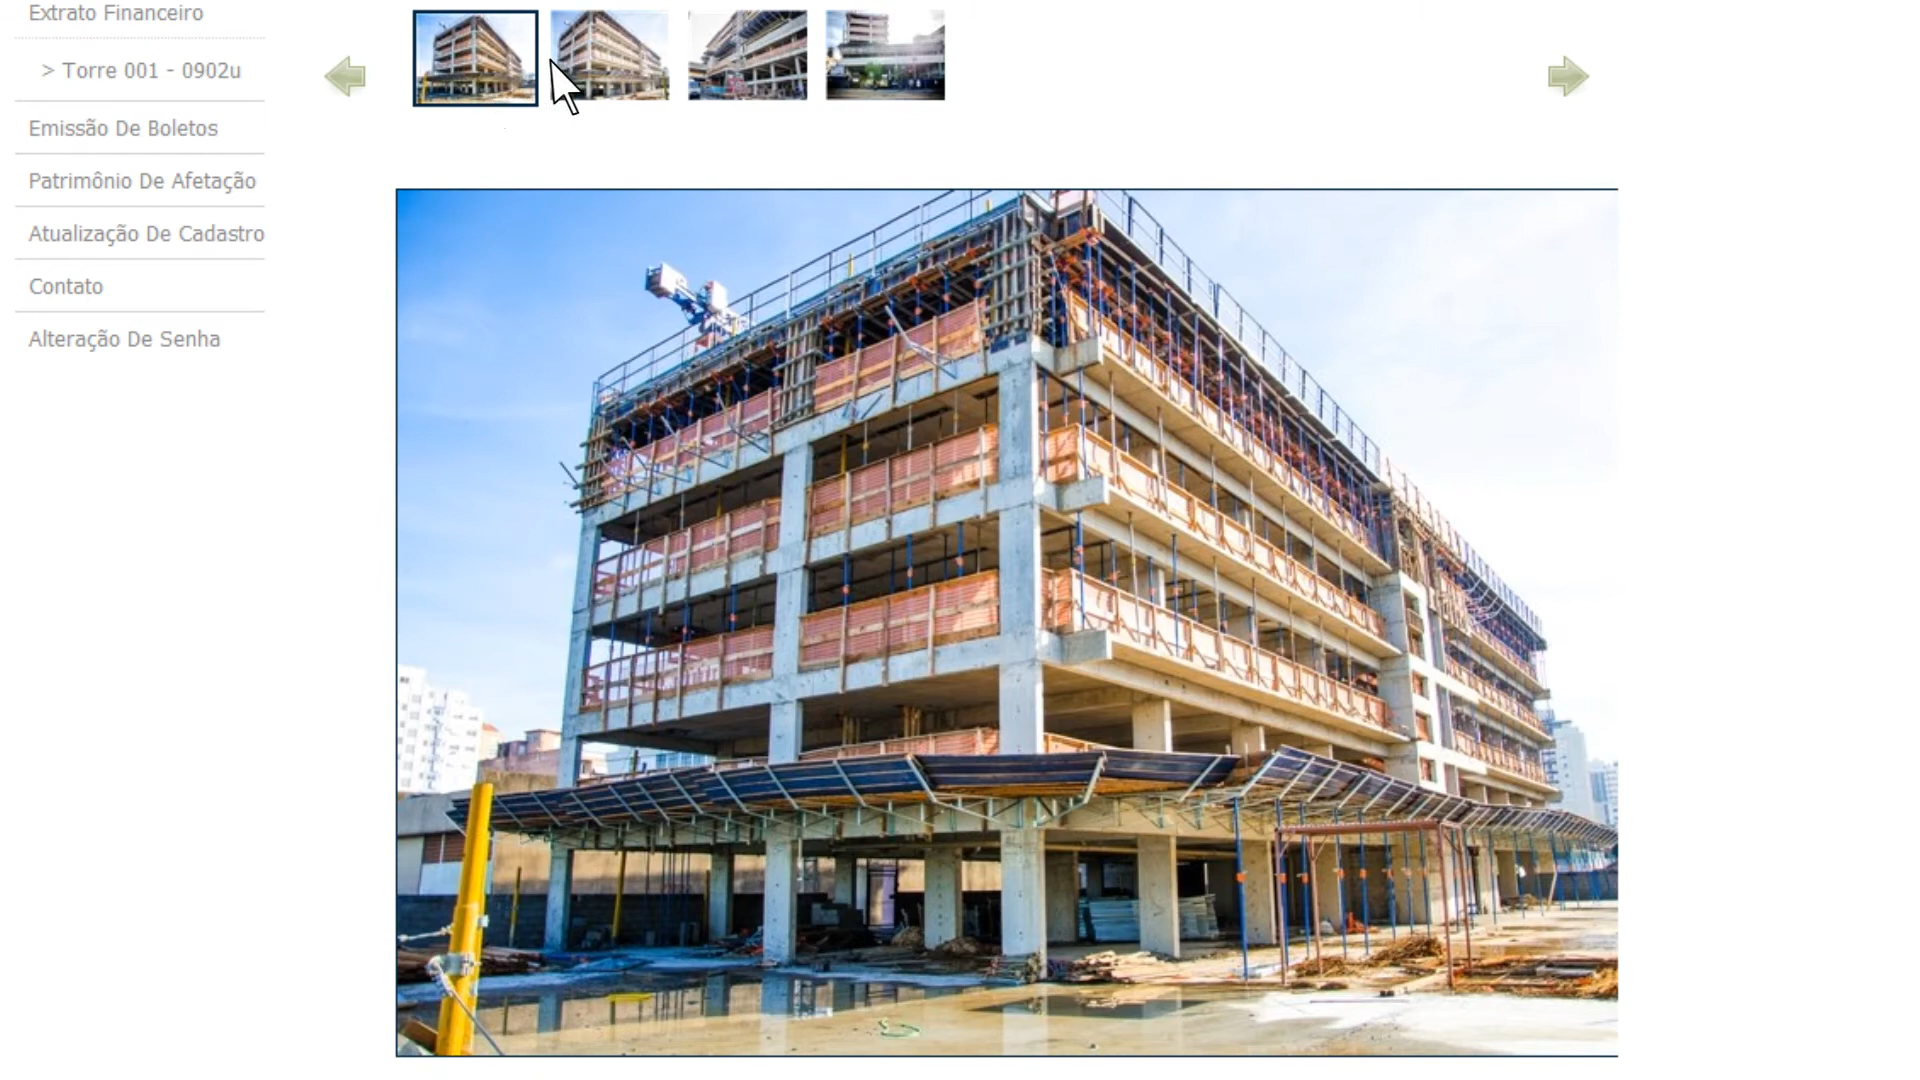 Extrato Financeiro
> Torre 001 - 0902u
Emissão De Boletos
Patrimônio De Afetação
Atualização De Cadastro
Contato
Alteração De Senha